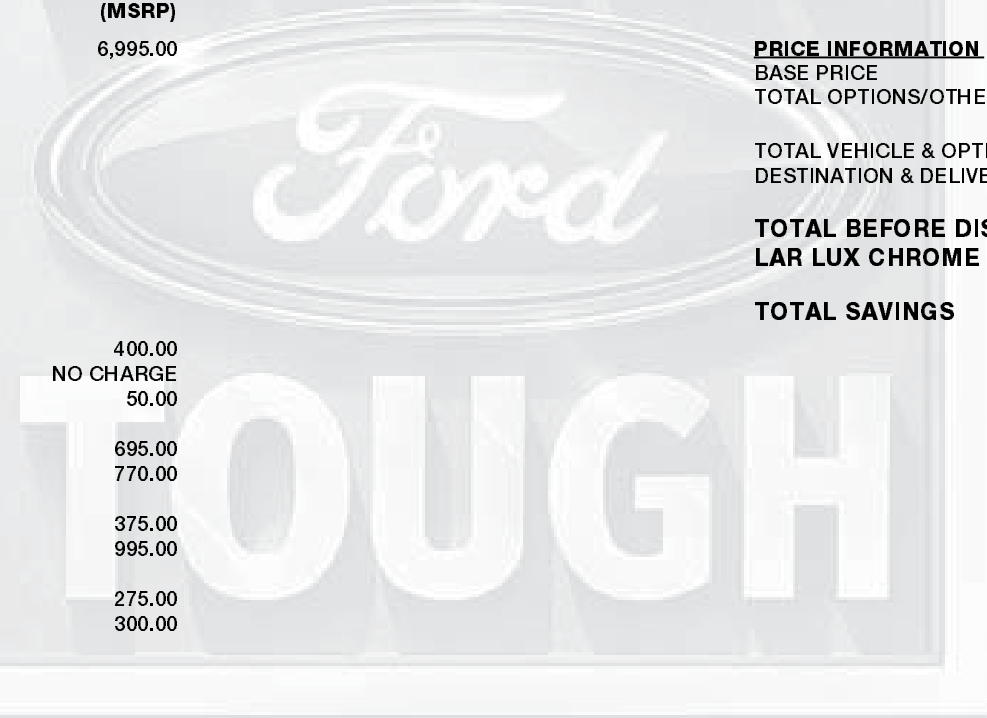 (MSRP)
6,995.00
400.00
NO CHARGE
50.00
695.00
770.00
375.00
995.00
275.00
300.00
PRICE INFORMATION
BASE PRICE
TOTAL OPTIONS/OTHE
TOTAL VEHICLE & OPTI
DESTINATION & DELIVE
TOTAL BEFORE DIS
LAR LUX CHROME
TOTAL SAVINGS
Ford
TOUGH